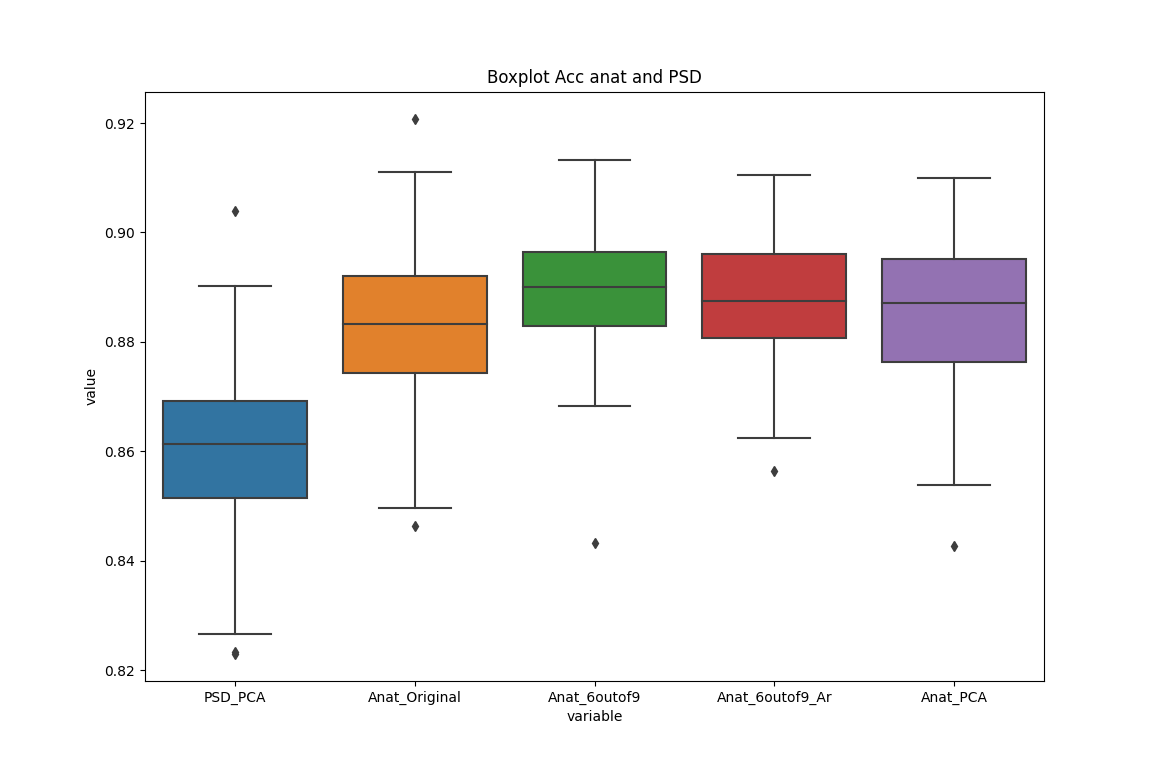 Boxplot Acc anat and PSD
0.92
0.90
0.88
0.86
0.84
0.82
value
PSD_PCA
Anat_Original
Anat_6outof9
Anat_6outof9_Ar
Anat_PCA
variable